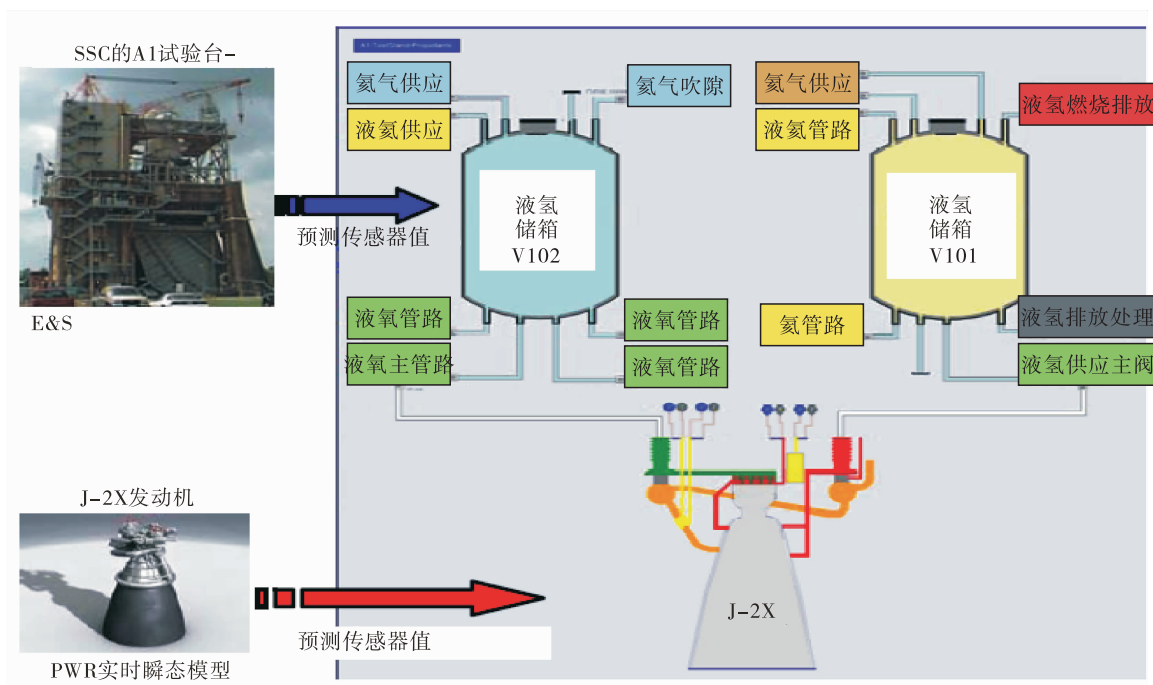 SSC的A1试验台-
氦气供应
氦气吹隙
氦气供应
液氢燃烧排放
液氦供应
液氦管路
液氢
储箱
V102
液氢
储箱
V101
预测传感器值
E&S
液氧管路
液氧管路
氦管路
液氢排放处理
液氧主管路
液氧管路
液氢供应主阀
J-2X发动机
J-2X
预测传感器值
PWR实时瞬态模型